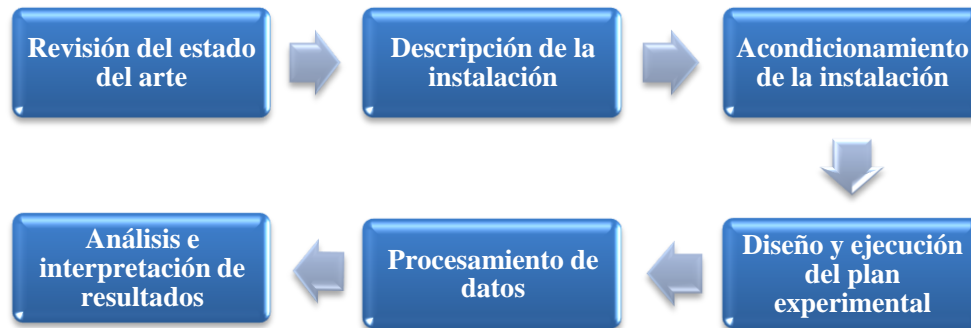 Revisión del estado
del arte
Descripción de la
instalación
Acondicionamiento
de la instalación
Diseño y ejecución
del plan
experimental
Procesamiento de
datos
Análisis e
interpretación de
resultados